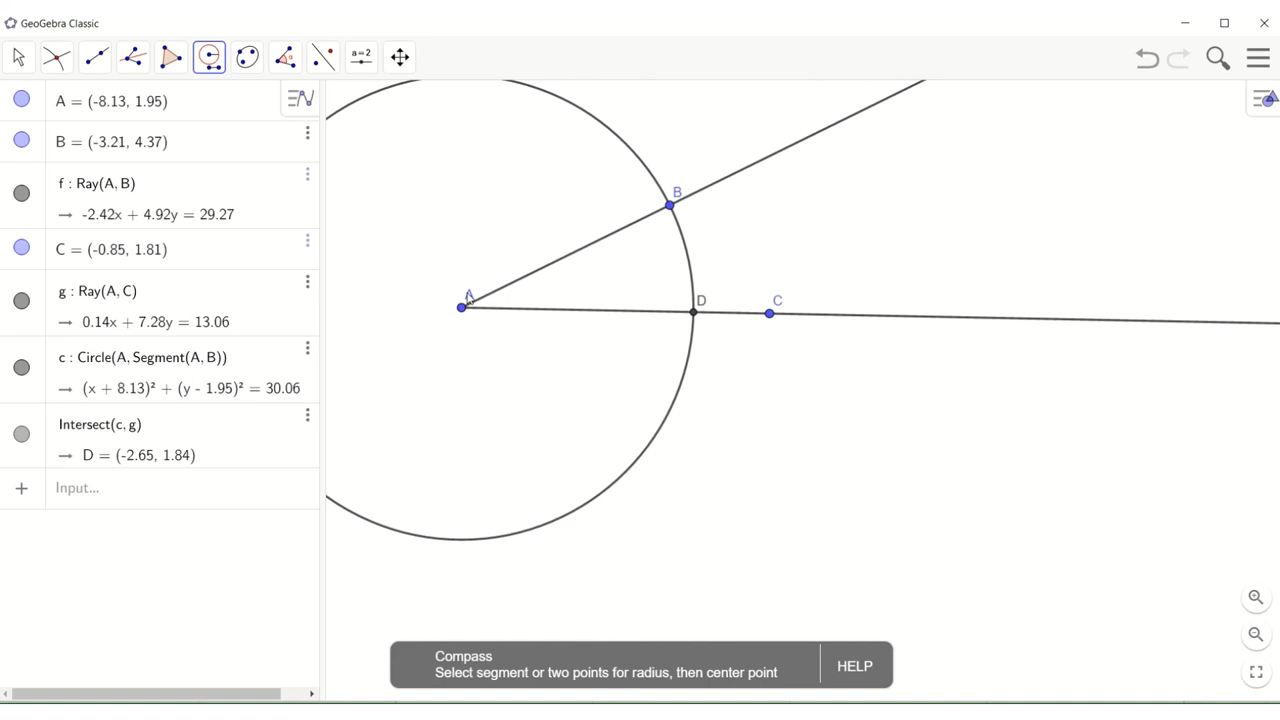 GeoGebra Classic
a=2
A = (-8.13, 1.95)
B = (-3.21, 4.37)
f : Ray(A, B)
→ -2.42x + 4.92y = 29.27
C = (-0.85, 1.81)
g : Ray(A, C)
→ 0.14x + 7.28y = 13.06
c : Circle(A, Segment(A, B))
→ (x + 8.13)² + (y - 1.95)² = 30.06
Intersect(c, g)
→ D = (-2.65, 1.84)
+ Input...
B
A
D
C
Compass
Select segment or two points for radius, then center point
HELP